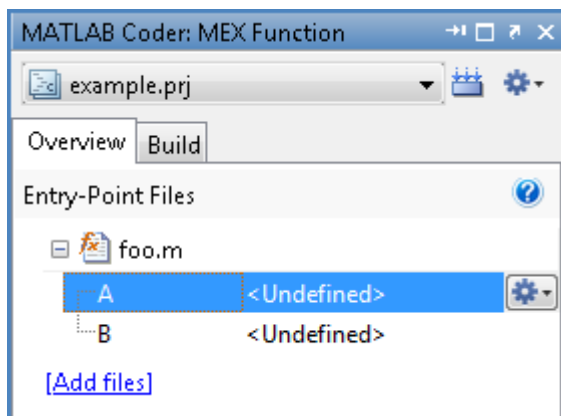 MATLAB Coder: MEX Function
example.prj
Overview Build
Entry-Point Files
foo.m
A <Undefined>
B <Undefined>
[Add files]